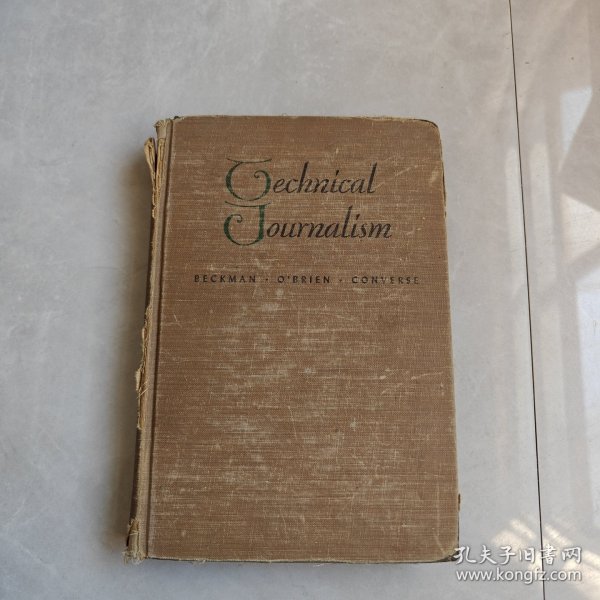 Technical
Journalism
BECKMAN · O'BRIEN · CONVERSE
孔夫子旧书网
www.kongfz.com